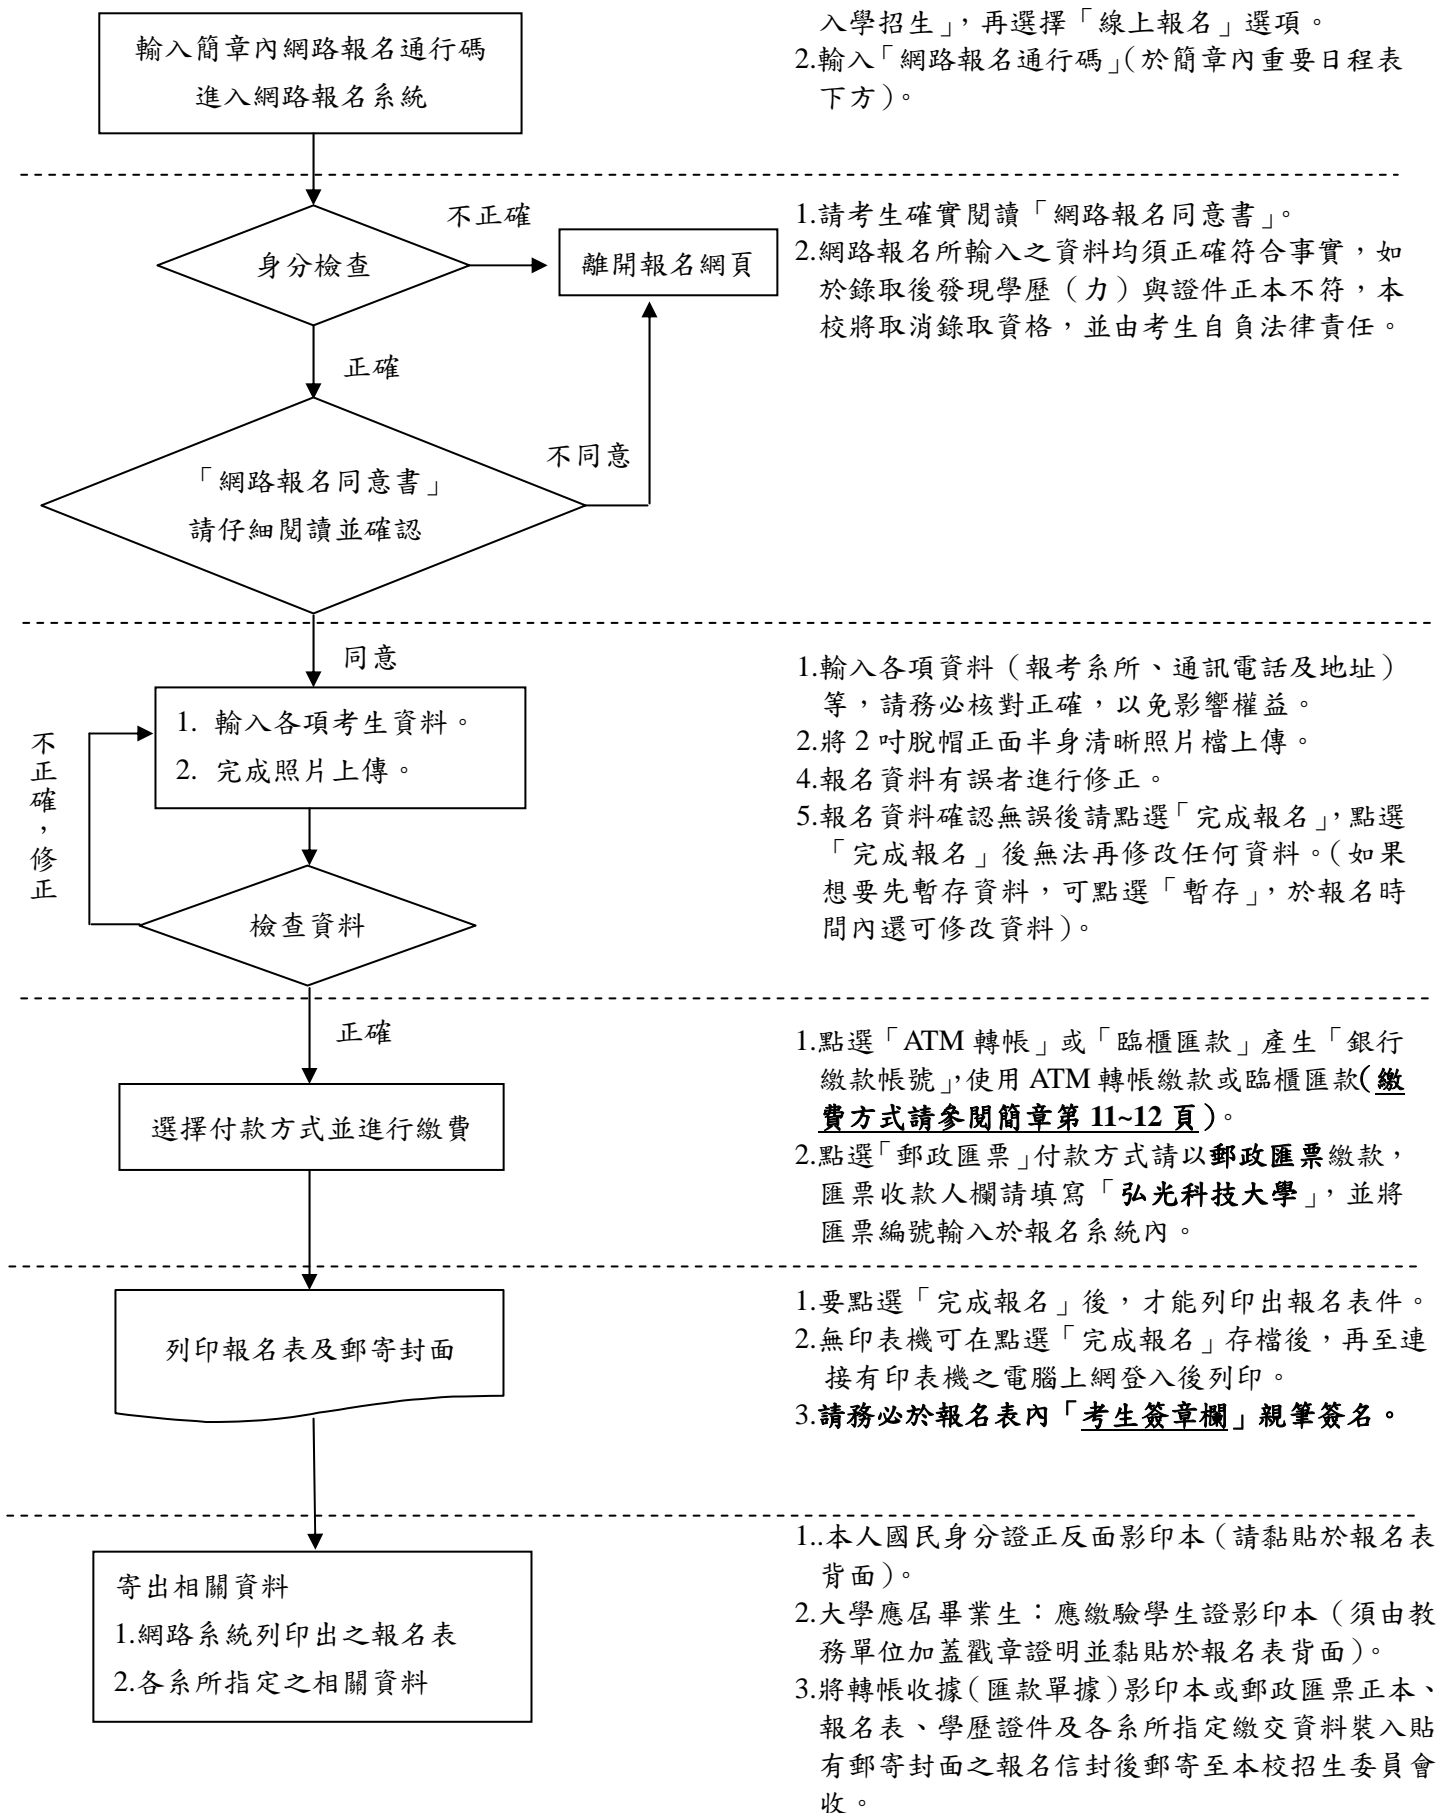 入學招生」，再選擇「線上報名」選項。
2.輸入「網路報名通行碼」(於簡章內重要日程表
下方)。
輸入簡章內網路報名通行碼
進入網路報名系統
不正確
身分檢查
離開報名網頁
正確
1.請考生確實閱讀「網路報名同意書」。
2.網路報名所輸入之資料均須正確符合事實，如
於錄取後發現學歷（力）與證件正本不符，本
校將取消錄取資格，並由考生自負法律責任。
不同意
「網路報名同意書」
請仔細閱讀並確認
同意
1. 輸入各項考生資料。
2. 完成照片上傳。
不正確，修正
檢查資料
1.輸入各項資料（報考系所、通訊電話及地址）
等，請務必核對正確，以免影響權益。
2.將 2 吋脫帽正面半身清晰照片檔上傳。
4.報名資料有誤者進行修正。
5.報名資料確認無誤後請點選「完成報名」，點選
「完成報名」後無法再修改任何資料。(如果
想要先暫存資料，可點選「暫存」，於報名時
間內還可修改資料)。
正確
選擇付款方式並進行繳費
1.點選「ATM 轉帳」或「臨櫃匯款」產生「銀行
繳款帳號」，使用 ATM 轉帳繳款或臨櫃匯款(繳
費方式請參閱簡章第 11~12 頁)。
2.點選「郵政匯票」付款方式請以郵政匯票繳款，
匯票收款人欄請填寫「弘光科技大學」，並將
匯票編號輸入於報名系統內。
列印報名表及郵寄封面
1.要點選「完成報名」後，才能列印出報名表件。
2.無印表機可在點選「完成報名」存檔後，再至連
接有印表機之電腦上網登入後列印。
3.請務必於報名表內「考生簽章欄」親筆簽名。
寄出相關資料
1.網路系統列印出之報名表
2.各系所指定之相關資料
1..本人國民身分證正反面影印本（請黏貼於報名表
背面）。
2.大學應屆畢業生：應繳驗學生證影印本（須由教
務單位加蓋戳章證明並黏貼於報名表背面）。
3.將轉帳收據(匯款單據)影印本或郵政匯票正本、
報名表、學歷證件及各系所指定繳交資料裝入貼
有郵寄封面之報名信封後郵寄至本校招生委員會
收。